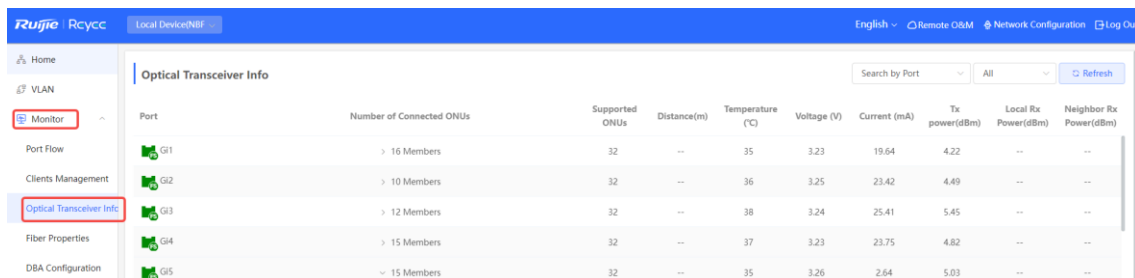 Ruijie Rcycc Local Device(NBF English Remote O&M Network Configuration Log Ou
Home
VLAN
Monitor
Port Flow
Clients Management
Optical Transceiver Info
Fiber Properties
DBA Configuration
Optical Transceiver Info Search by Port All Refresh
Port Number of Connected ONUs Supported ONUs Distance(m) Temperature (℃) Voltage (V) Current (mA) Tx power(dBm) Local Rx Power(dBm) Neighbor Rx Power(dBm)
GI1 > 16 Members 32 -- 35 3.23 19.64 4.22 -- --
GI2 > 10 Members 32 -- 36 3.25 23.42 4.49 -- --
GI3 > 12 Members 32 -- 38 3.24 25.41 5.45 -- --
GI4 > 15 Members 32 -- 37 3.23 23.75 4.82 -- --
GI5 15 Members 32 -- 35 3.26 2.64 5.03 -- --